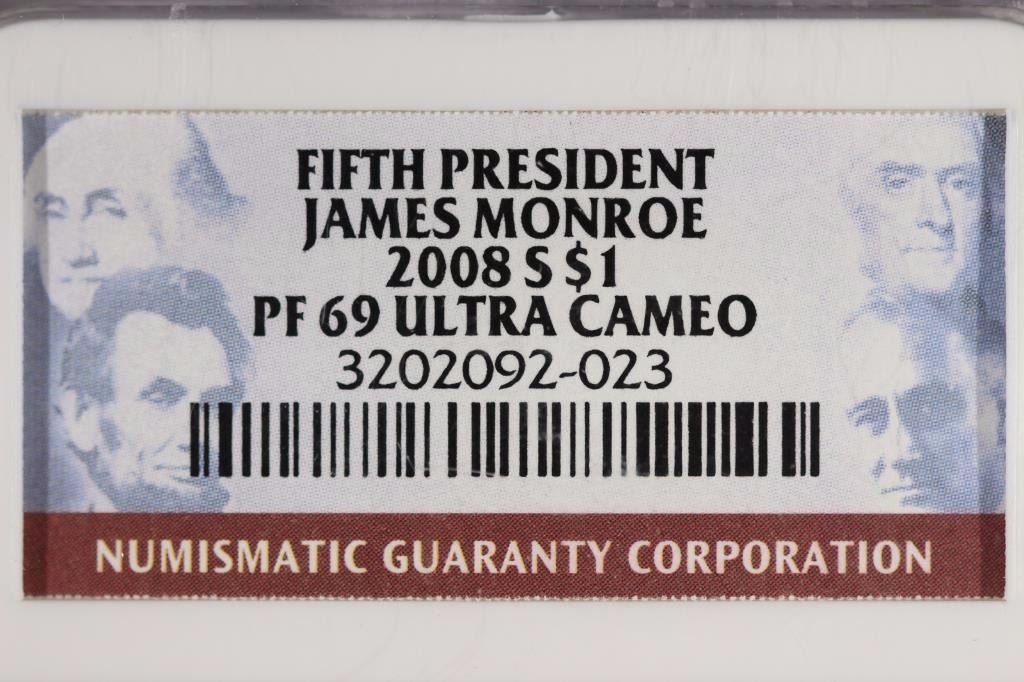 FIFTH PRESIDENT
JAMES MONROE
2008 S $1
PF 69 ULTRA CAMEO
3202092-023
NUMISMATIC GUARANTY CORPORATION